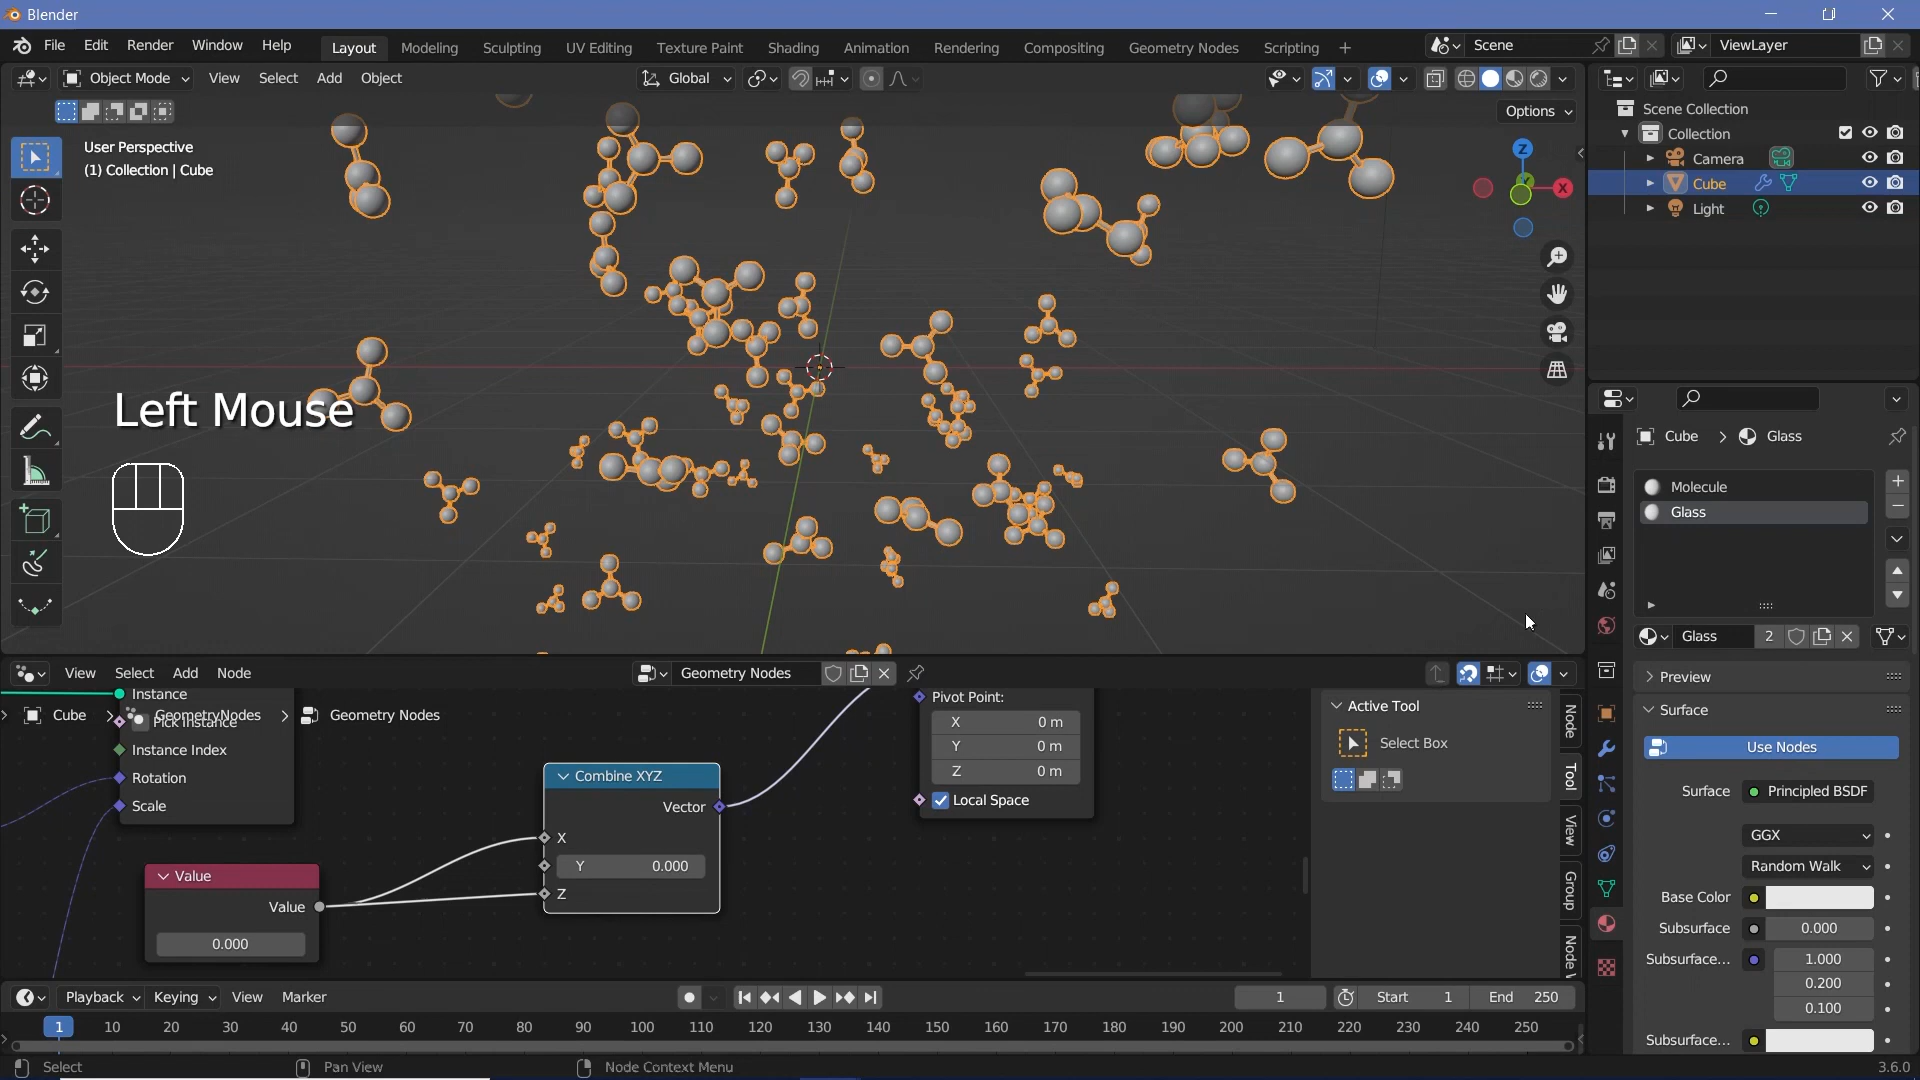 Blender
File Edit Render Window Help
Layout Modeling Sculpting UV Editing Texture Paint Shading Animation Rendering Compositing Geometry Nodes Scripting +
Scene
ViewLayer
Object Mode View Select Add Object
Global
Options
User Perspective
(1) Collection | Cube
Z
X
Left Mouse
Scene Collection
Collection
Camera
Cube
Light
Cube > Glass
Molecule
Glass
Glass 2
Preview
Surface
Use Nodes
Surface Principled BSDF
GGX
Random Walk
Base Color
Subsurface 0.000
Subsurface... 1.000
0.200
0.100
Subsurface...
View Select Add Node
Geometry Nodes
Cube > GeometryNodes > Geometry Nodes
Instance
Pick Instance
Instance Index
Rotation
Scale
Value
Value
0.000
Combine XYZ
Vector
X
Y 0.000
Z
Pivot Point:
X 0 m
Y 0 m
Z 0 m
Local Space
Active Tool
Select Box
Node
Tool
View
Group
Playback Keying View Marker
1
Start 1
End 250
1 10 20 30 40 50 60 70 80 90 100 110 120 130 140 150 160 170 180 190 200 210 220 230 240 250
Select
Pan View
Node Context Menu
3.6.0